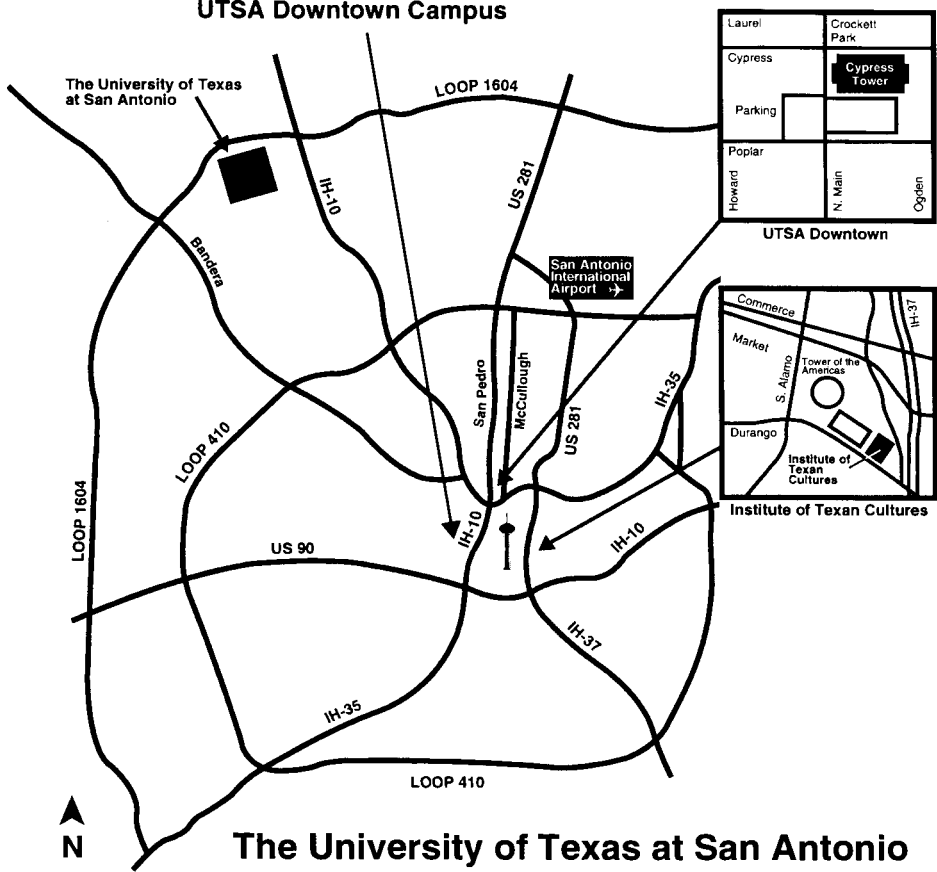 UTSA Downtown Campus
The University of Texas
at San Antonio
LOOP 1604
IH-10
US 281
Bandera
San Antonio
International
Airport
San Pedro
McCullough
US 281
IH-35
LOOP 410
LOOP 1604
IH-10
IH-10
US 90
IH-37
IH-35
LOOP 410
N
The University of Texas at San Antonio
Laurel
Crockett
Park
Cypress
Cypress
Tower
Parking
Poplar
Howard
N. Main
Ogden
UTSA Downtown
Commerce
IH-37
Market
S. Alamo
Tower of the
Americas
Durango
Institute of
Texan
Cultures
Institute of Texan Cultures